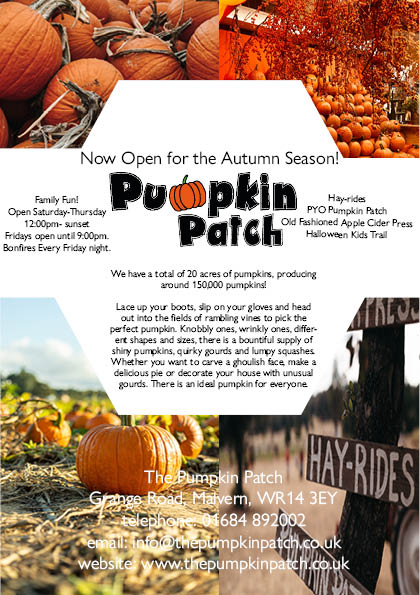 Now Open for the Autumn Season!
Pumpkin
Patch
Family Fun!
Open Saturday-Thursday
12:00pm- sunset
Fridays open until 9:00pm.
Bonfires Every Friday night.
Hay-rides
PYO Pumpkin Patch
Old Fashioned Apple Cider Press
Halloween Kids Trail
We have a total of 20 acres of pumpkins, producing
around 150,000 pumpkins!
Lace up your boots, slip on your gloves and head
out into the fields of rambling vines to pick the
perfect pumpkin. Knobbly ones, wrinkly ones, differ-
ent shapes and sizes, there is a bountiful supply of
shiny pumpkins, quirky gourds and lumpy squashes.
Whether you want to carve a ghoulish face, make a
delicious pie or decorate your house with unusual
gourds. There is an ideal pumpkin for everyone.
PRESS
HAY-RIDES
The Pumpkin Patch
Grange Road, Malvern, WR14 3EY
telephone: 01684 892002
email: info@thepumpkinpatch.co.uk
website: www.thepumpkinpatch.co.uk